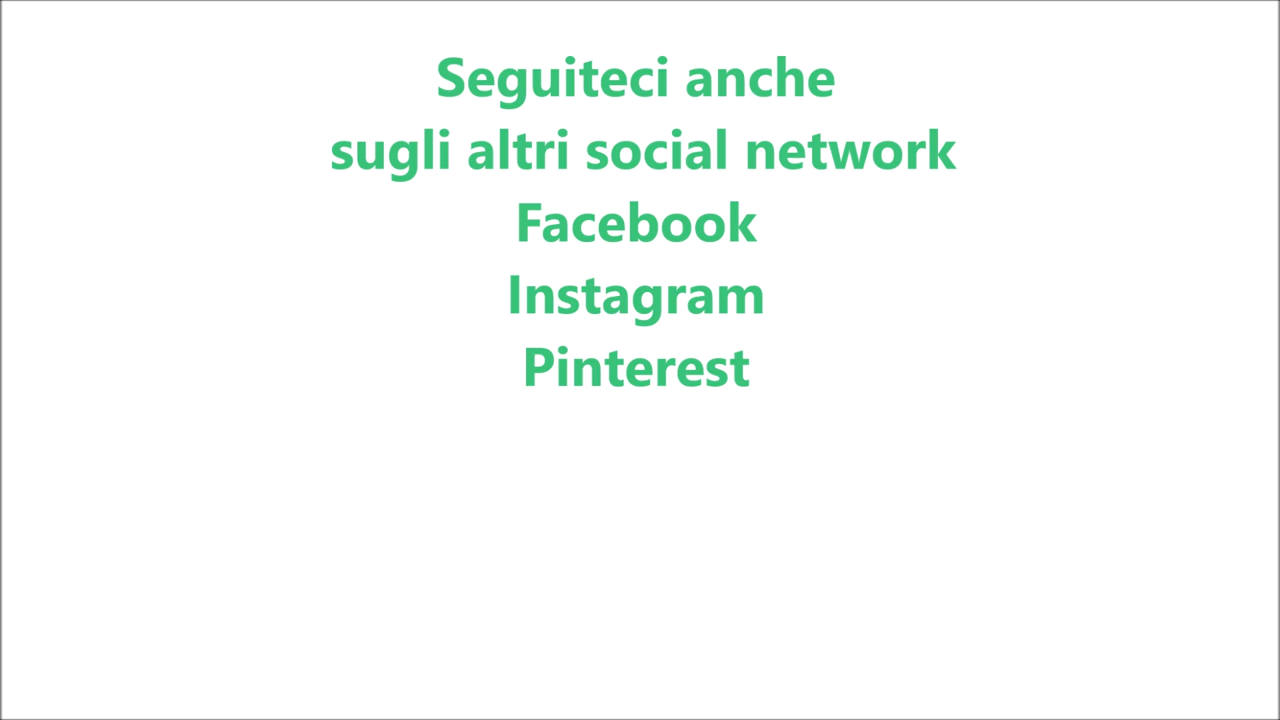 Seguiteci anche
sugli altri social network
Facebook
Instagram
Pinterest